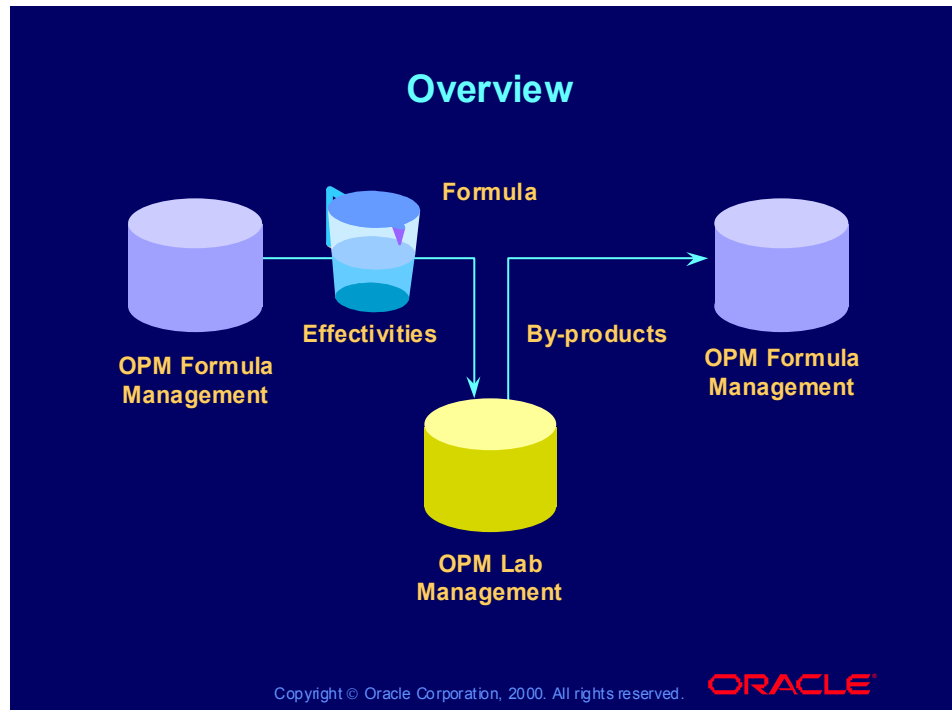 Overview
Formula
Effectivities
By-products
OPM Formula
Management
OPM Formula
Management
OPM Lab
Management
Copyright © Oracle Corporation, 2000. All rights reserved.
ORACLE®